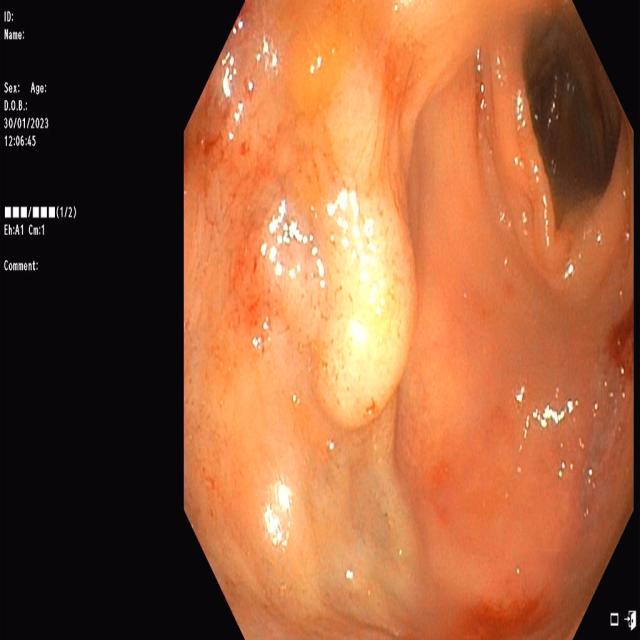 ID:
Name:
Sex: Age:
D.O.B.:
30/01/2023
12:06:45
■■■/■■■(1/2)
Eh:A1 Cm:1
Comment: